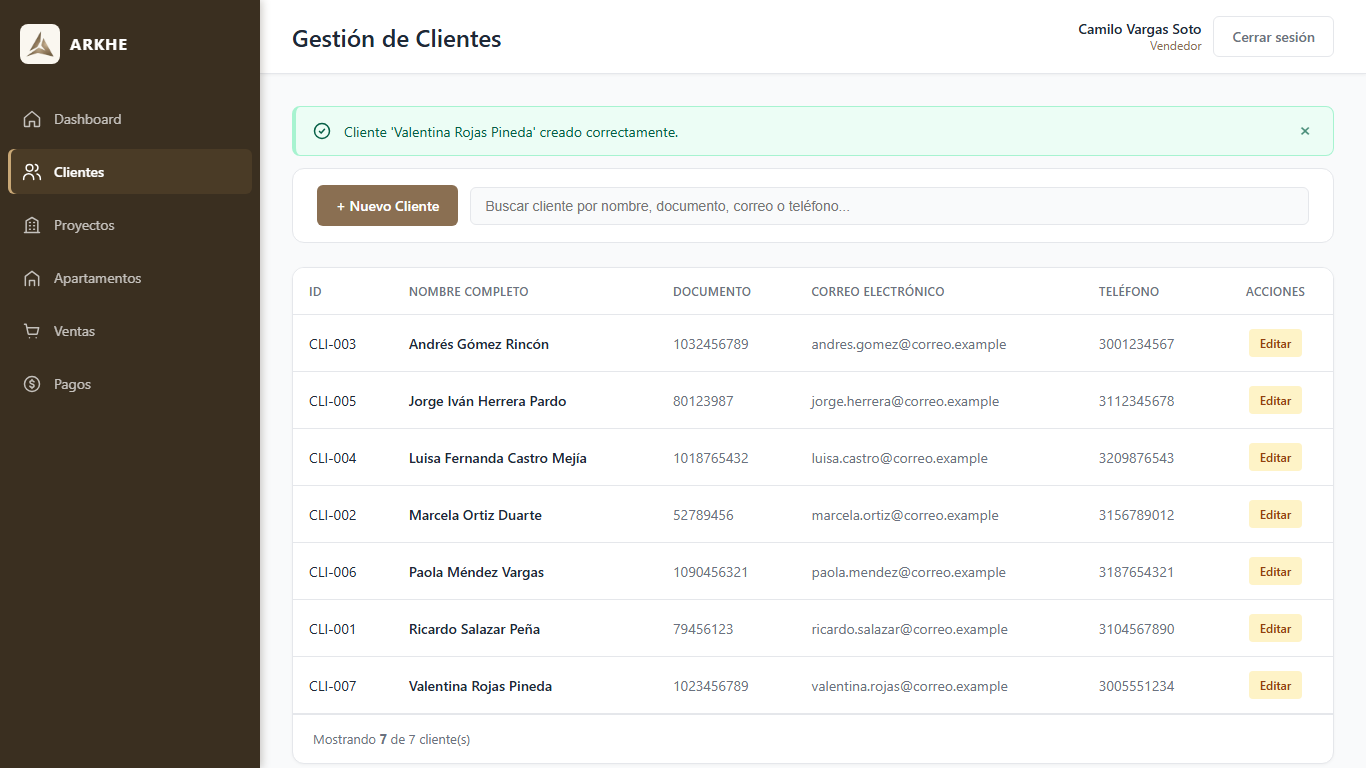 ARKHE
Dashboard
Clientes
Proyectos
Apartamentos
Ventas
Pagos
Gestión de Clientes
Camilo Vargas Soto
Vendedor
Cerrar sesión
Cliente 'Valentina Rojas Pineda' creado correctamente.
+ Nuevo Cliente
Buscar cliente por nombre, documento, correo o teléfono...
ID NOMBRE COMPLETO DOCUMENTO CORREO ELECTRÓNICO TELÉFONO ACCIONES
CLI-003 Andrés Gómez Rincón 1032456789 andres.gomez@correo.example 3001234567 Editar
CLI-005 Jorge Iván Herrera Pardo 80123987 jorge.herrera@correo.example 3112345678 Editar
CLI-004 Luisa Fernanda Castro Mejía 1018765432 luisa.castro@correo.example 3209876543 Editar
CLI-002 Marcela Ortiz Duarte 52789456 marcela.ortiz@correo.example 3156789012 Editar
CLI-006 Paola Méndez Vargas 1090456321 paola.mendez@correo.example 3187654321 Editar
CLI-001 Ricardo Salazar Peña 79456123 ricardo.salazar@correo.example 3104567890 Editar
CLI-007 Valentina Rojas Pineda 1023456789 valentina.rojas@correo.example 3005551234 Editar
Mostrando 7 de 7 cliente(s)